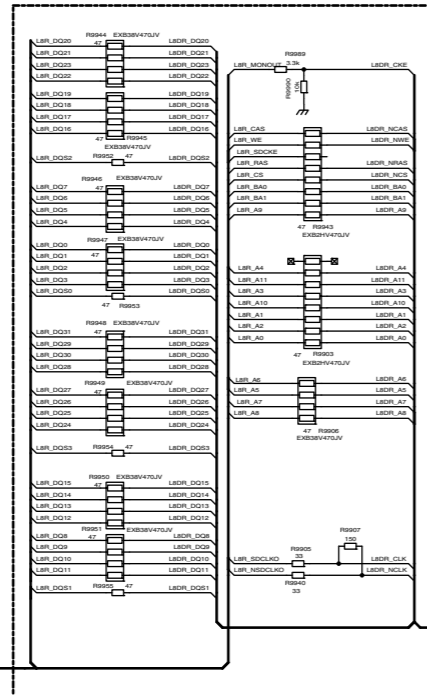 R9944 EXB38V470JV
L8R_DQ20 47 L8DR_DQ20
L8R_DQ21 L8DR_DQ21
L8R_DQ23 L8DR_DQ23
L8R_DQ22 L8DR_DQ22
L8R_DQ19 L8DR_DQ19
L8R_DQ18 L8DR_DQ18
L8R_DQ17 L8DR_DQ17
L8R_DQ16 L8DR_DQ16
47 R9945
EXB38V470JV
L8R_DQS2 R9952 47 L8DR_DQS2
R9946 EXB38V470JV
L8R_DQ7 47 L8DR_DQ7
L8R_DQ6 L8DR_DQ6
L8R_DQ5 L8DR_DQ5
L8R_DQ4 L8DR_DQ4
R9947 EXB38V470JV
L8R_DQ0 L8DR_DQ0
L8R_DQ1 47 L8DR_DQ1
L8R_DQ2 L8DR_DQ2
L8R_DQ3 L8DR_DQ3
L8R_DQS0 L8DR_DQS0
47 R9953
R9948 EXB38V470JV
L8R_DQ31 47 L8DR_DQ31
L8R_DQ29 L8DR_DQ29
L8R_DQ30 L8DR_DQ30
L8R_DQ28 L8DR_DQ28
R9949 EXB38V470JV
L8R_DQ27 47 L8DR_DQ27
L8R_DQ26 L8DR_DQ26
L8R_DQ25 L8DR_DQ25
L8R_DQ24 L8DR_DQ24
L8R_DQS3 R9954 47 L8DR_DQS3
R9950 EXB38V470JV
L8R_DQ15 47 L8DR_DQ15
L8R_DQ14 L8DR_DQ14
L8R_DQ13 L8DR_DQ13
L8R_DQ12 L8DR_DQ12
R9951 EXB38V470JV
L8R_DQ8 47 L8DR_DQ8
L8R_DQ9 L8DR_DQ9
L8R_DQ10 L8DR_DQ10
L8R_DQ11 L8DR_DQ11
L8R_DQS1 R9955 47 L8DR_DQS1
R9989
L8R_MONOUT 3.3k L8DR_CKE
R9990
10k
L8R_CAS L8DR_NCAS
L8R_WE L8DR_NWE
L8R_SDCKE
L8R_RAS L8DR_NRAS
L8R_CS L8DR_NCS
L8R_BA0 L8DR_BA0
L8R_BA1 L8DR_BA1
L8R_A9 L8DR_A9
47 R9943
EXB2HV470JV
L8R_A4 L8DR_A4
L8R_A11 L8DR_A11
L8R_A3 L8DR_A3
L8R_A10 L8DR_A10
L8R_A1 L8DR_A1
L8R_A2 L8DR_A2
L8R_A0 L8DR_A0
47 R9903
EXB2HV470JV
L8R_A6 L8DR_A6
L8R_A5 L8DR_A5
L8R_A7 L8DR_A7
L8R_A8 L8DR_A8
47 R9906
EXB38V470JV
R9907
150
R9905
L8R_SDCLKO 33 L8DR_CLK
L8R_NSDCLKO L8DR_NCLK
R9940
33